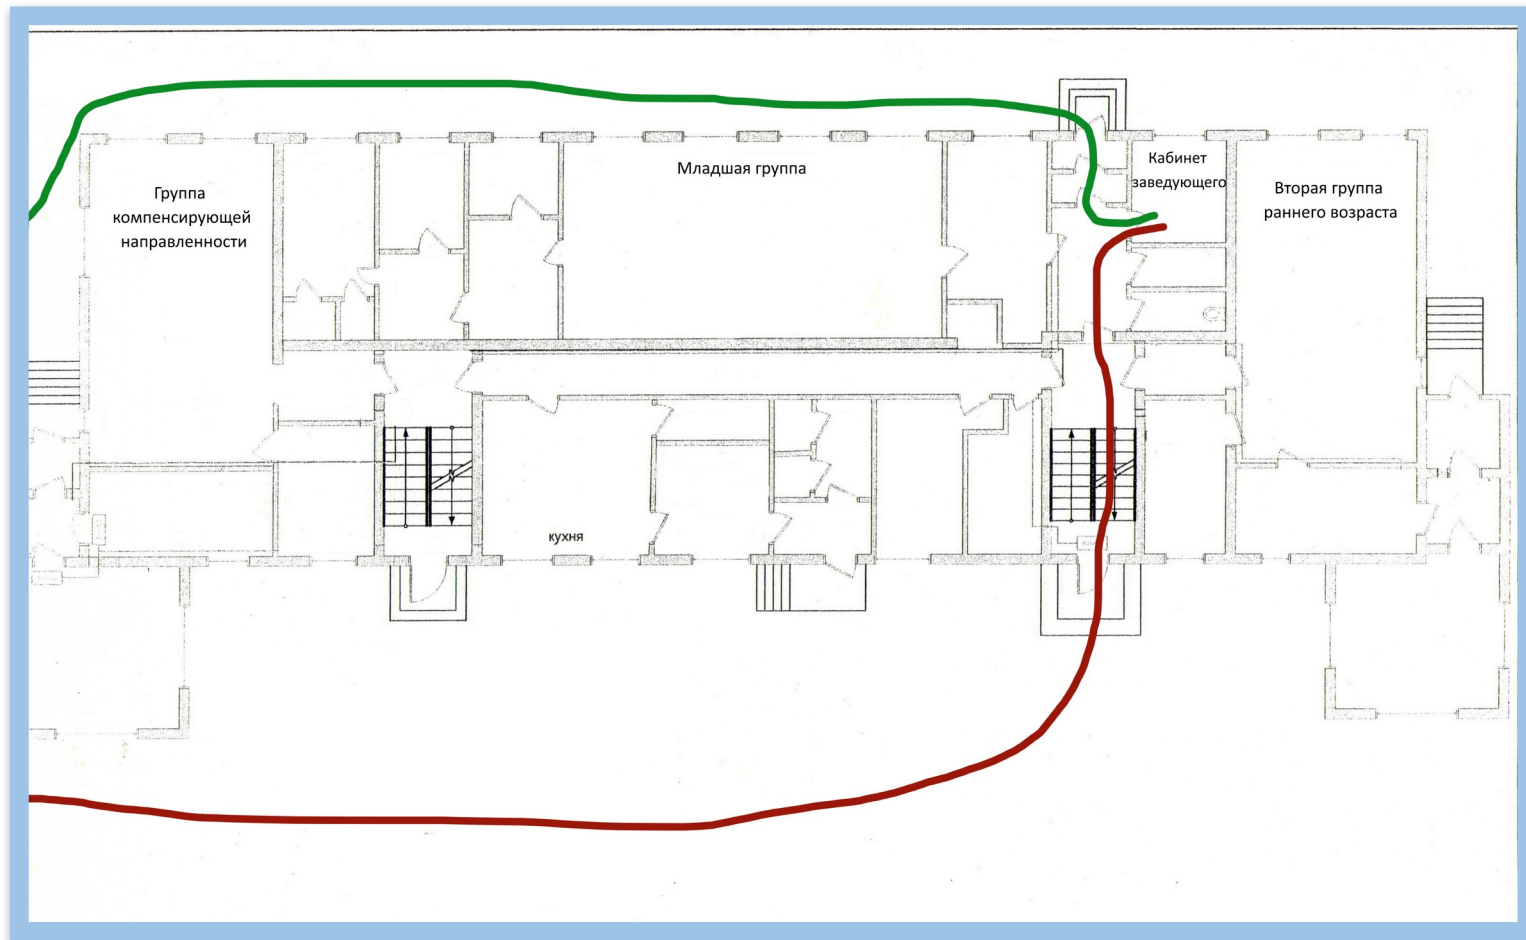 Группа
компенсирующей
направленности
Младшая группа
Кабинет
заведующего
Вторая группа
раннего возраста
кухня